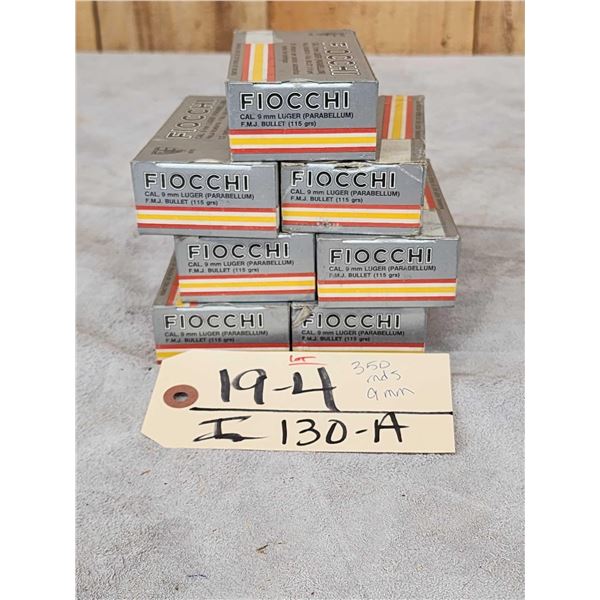 FIOCCHI
FIOCCHI
CAL. 9 mm LUGER (PARABELLUM)
F.M.J. BULLET (115 grs)
FIOCCHI
FIOCCHI
CAL. 9 mm LUGER (PARABELLUM)
F.M.J. BULLET (115 grs)
FIOCCHI
CAL. 9 mm LUGER (PARABELLUM)
F.M.J. BULLET (115 grs)
FIOCCHI
CAL. 9 mm LUGER (PARABELLUM)
F.M.J. BULLET (115 grs)
FIOCCHI
CAL. 9 mm LUGER (PARABELLUM)
F.M.J. BULLET (115 grs)
FIOCCHI
CAL. 9 mm LUGER (PARABELLUM)
F.M.J. BULLET (115 grs)
FIOCCHI
CAL. 9 mm LUGER (PARABELLUM)
F.M.J. BULLET (115 grs)
Lot
19-4
350
rnds
9mm
I 130-A